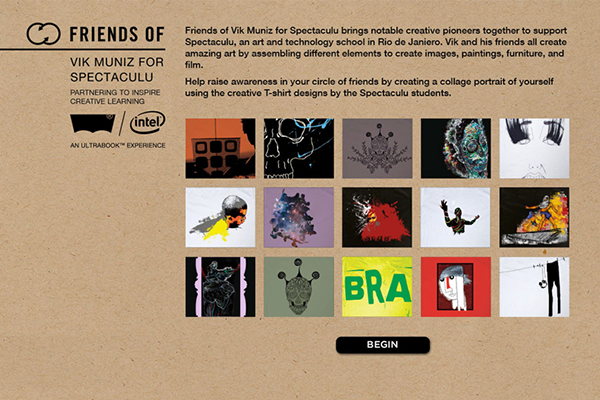 FRIENDS OF
VIK MUNIZ FOR
SPECTACULU
PARTNERING TO INSPIRE
CREATIVE LEARNING
intel
AN ULTRABOOK™ EXPERIENCE
Friends of Vik Muniz for Spectaculu brings notable creative pioneers together to support
Spectaculu, an art and technology school in Rio de Janiero. Vik and his friends all create
amazing art by assembling different elements to create images, paintings, furniture, and
film.
Help raise awareness in your circle of friends by creating a collage portrait of yourself
using the creative T-shirt designs by the Spectaculu students.
BRA
BEGIN